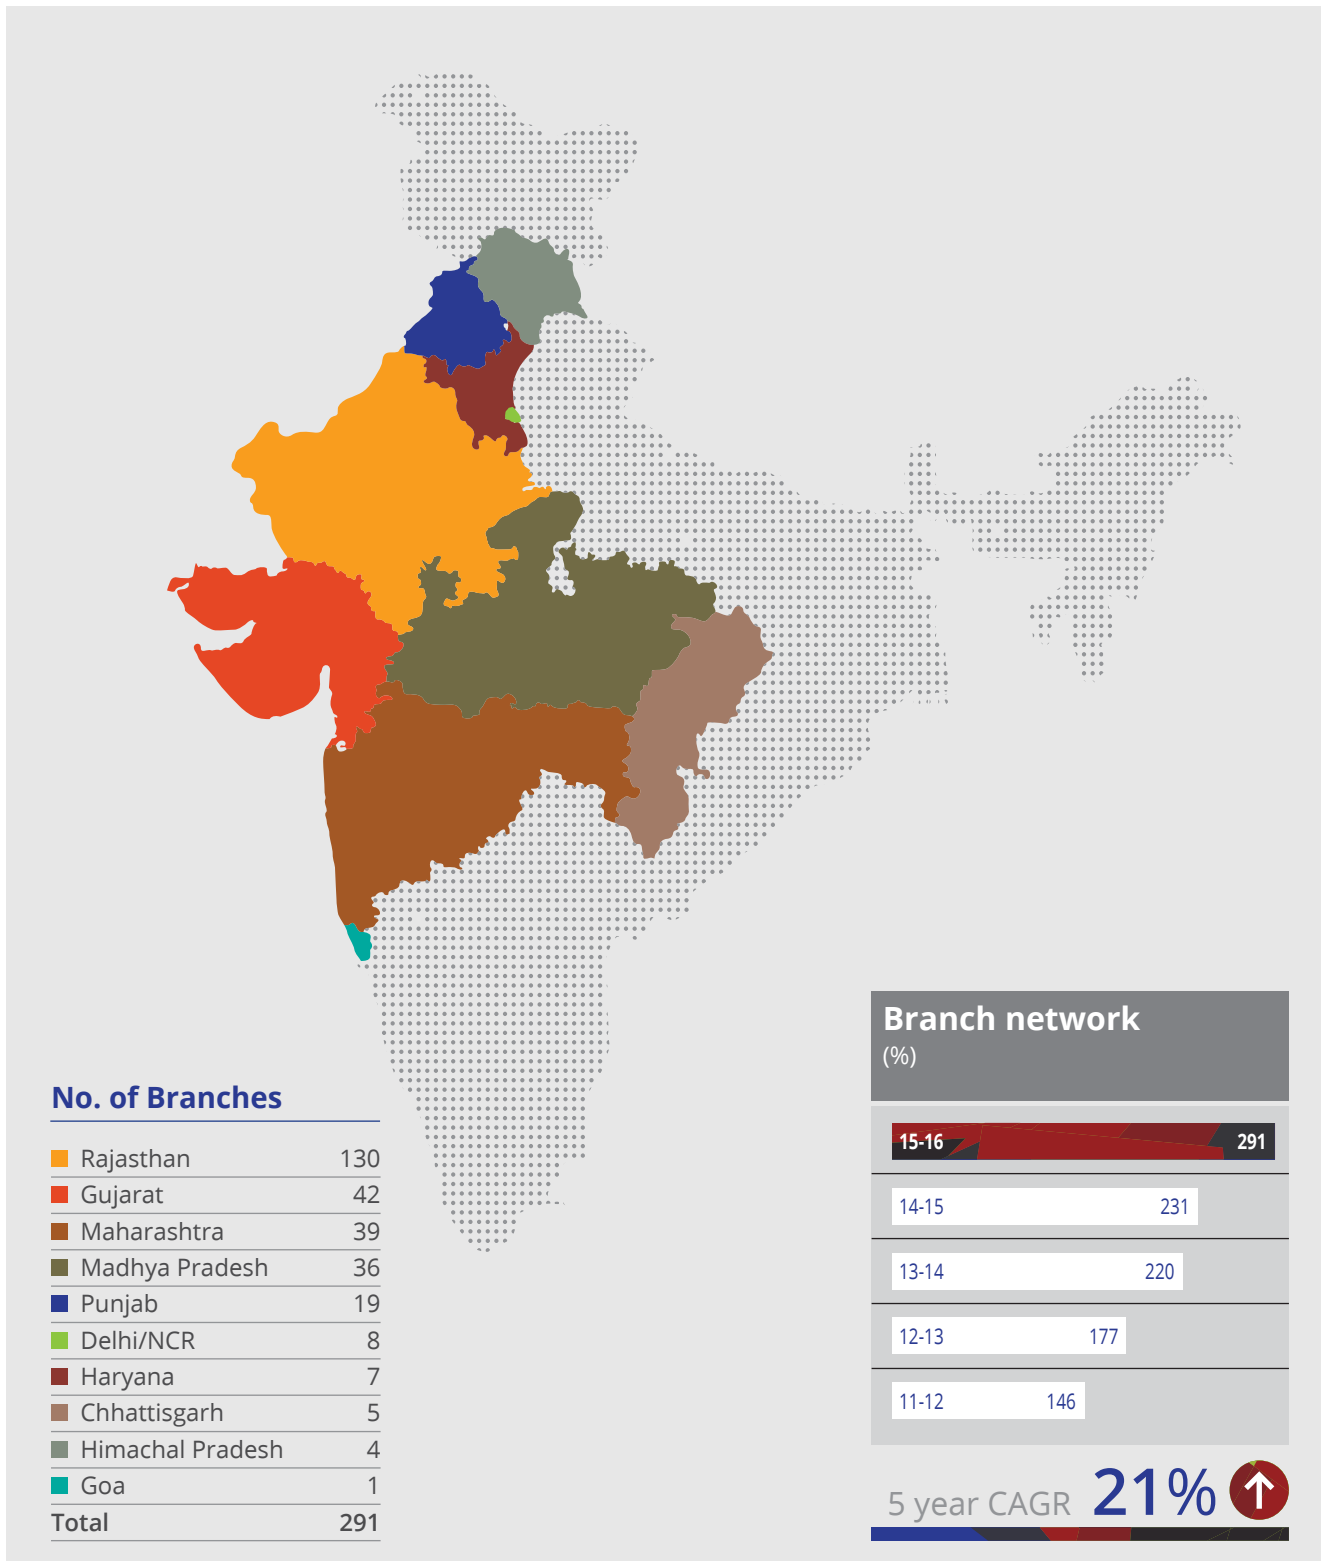 No. of Branches
Rajasthan 130
Gujarat 42
Maharashtra 39
Madhya Pradesh 36
Punjab 19
Delhi/NCR 8
Haryana 7
Chhattisgarh 5
Himachal Pradesh 4
Goa 1
Total 291
Branch network
(%)
15-16 291
14-15 231
13-14 220
12-13 177
11-12 146
5 year CAGR 21%